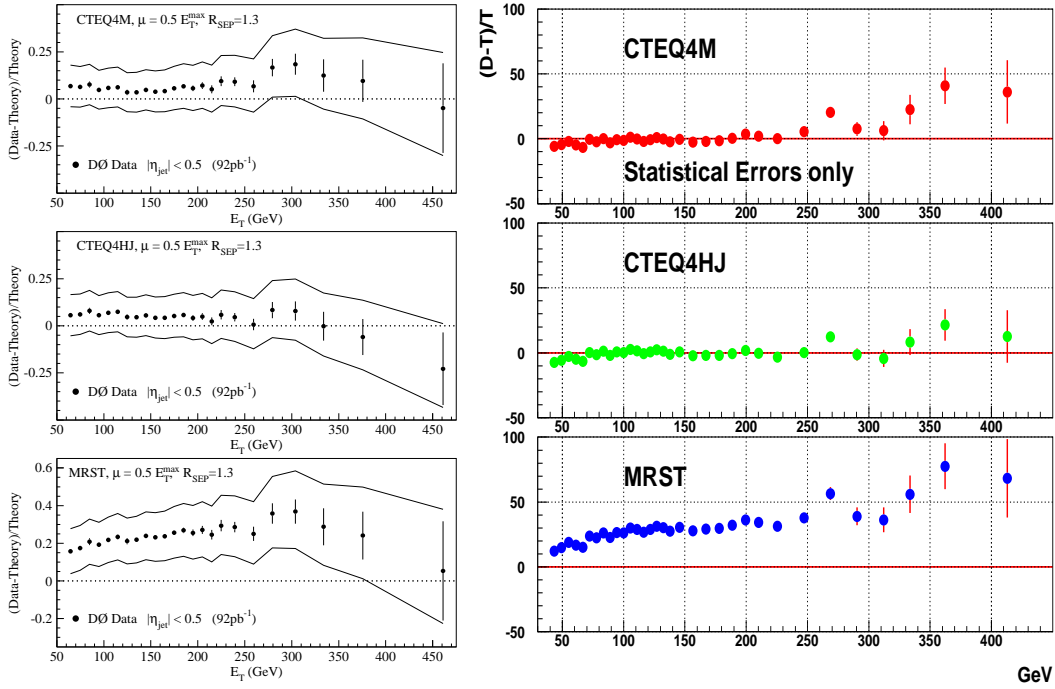 CTEQ4M, μ = 0.5 E_T^max, R_SEP=1.3
(Data-Theory)/Theory
0.25
0
-0.25
DØ Data |η_jet| < 0.5 (92pb⁻¹)
50 100 150 200 250 300 350 400 450
E_T (GeV)
CTEQ4HJ, μ = 0.5 E_T^max, R_SEP=1.3
(Data-Theory)/Theory
0.25
0
-0.25
DØ Data |η_jet| < 0.5 (92pb⁻¹)
50 100 150 200 250 300 350 400 450
E_T (GeV)
MRST, μ = 0.5 E_T^max, R_SEP=1.3
(Data-Theory)/Theory
0.6
0.4
0.2
0
-0.2
DØ Data |η_jet| < 0.5 (92pb⁻¹)
50 100 150 200 250 300 350 400 450
E_T (GeV)
(D-T)/T
100
50
0
-50
CTEQ4M
Statistical Errors only
50 100 150 200 250 300 350 400
100
50
0
-50
CTEQ4HJ
50 100 150 200 250 300 350 400
100
50
0
-50
MRST
50 100 150 200 250 300 350 400
GeV